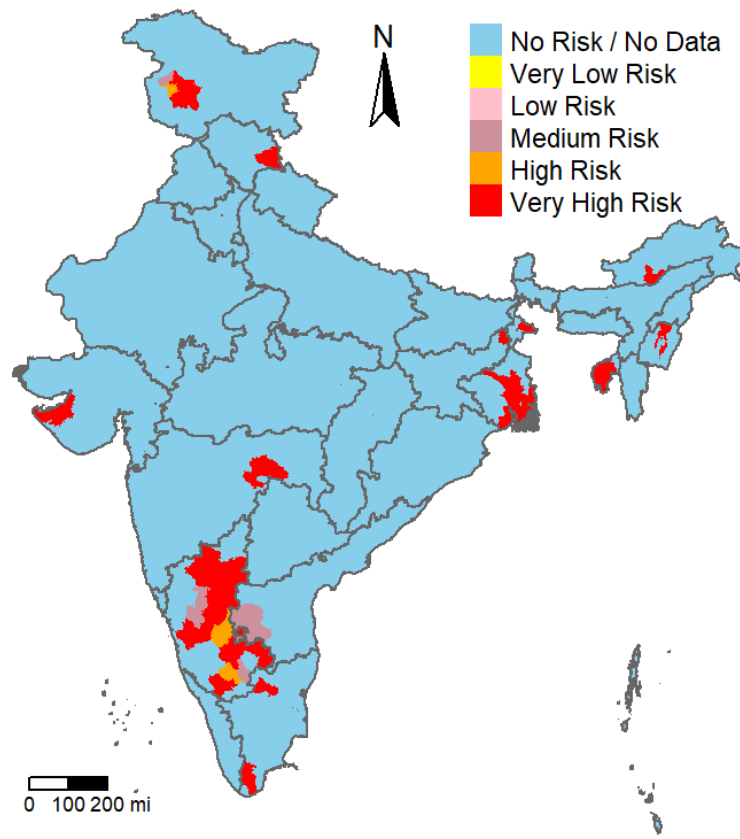 N
No Risk / No Data
Very Low Risk
Low Risk
Medium Risk
High Risk
Very High Risk
0 100 200 mi